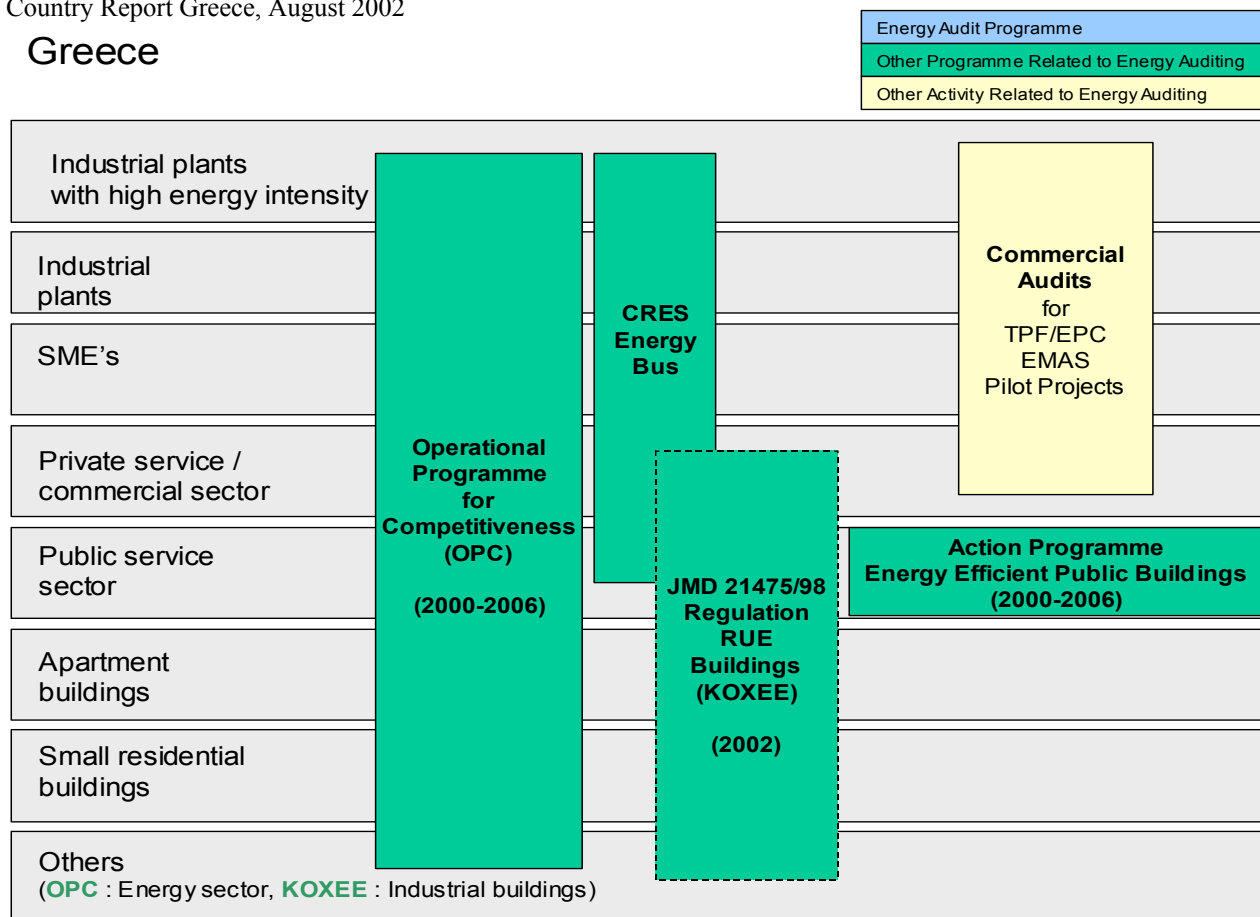 Country Report Greece, August 2002
Greece
Energy Audit Programme
Other Programme Related to Energy Auditing
Other Activity Related to Energy Auditing
Industrial plants
with high energy intensity
Industrial
plants
SME's
Private service /
commercial sector
Public service
sector
Apartment
buildings
Small residential
buildings
Others
(OPC : Energy sector, KOXEE : Industrial buildings)
Operational
Programme
for
Competitiveness
(OPC)
(2000-2006)
CRES
Energy
Bus
JMD 21475/98
Regulation
RUE
Buildings
(KOXEE)
(2002)
Commercial
Audits
for
TPF/EPC
EMAS
Pilot Projects
Action Programme
Energy Efficient Public Buildings
(2000-2006)